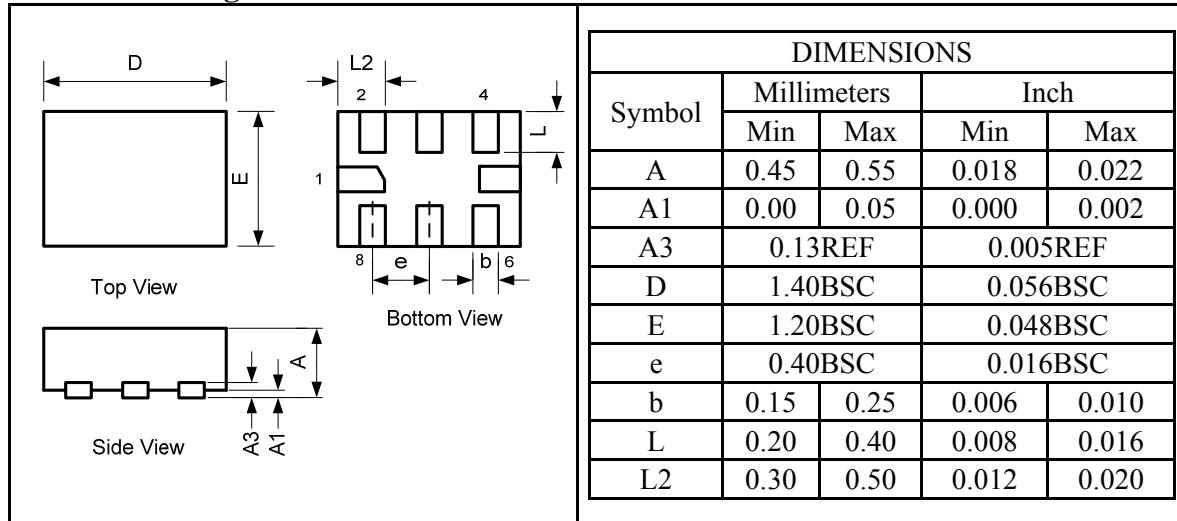 D
E
Top View
L2
2
4
L
1
8
e
b
6
Bottom View
A
A3
A1
Side View
DIMENSIONS
Symbol Millimeters Inch
Min Max Min Max
A 0.45 0.55 0.018 0.022
A1 0.00 0.05 0.000 0.002
A3 0.13REF 0.005REF
D 1.40BSC 0.056BSC
E 1.20BSC 0.048BSC
e 0.40BSC 0.016BSC
b 0.15 0.25 0.006 0.010
L 0.20 0.40 0.008 0.016
L2 0.30 0.50 0.012 0.020